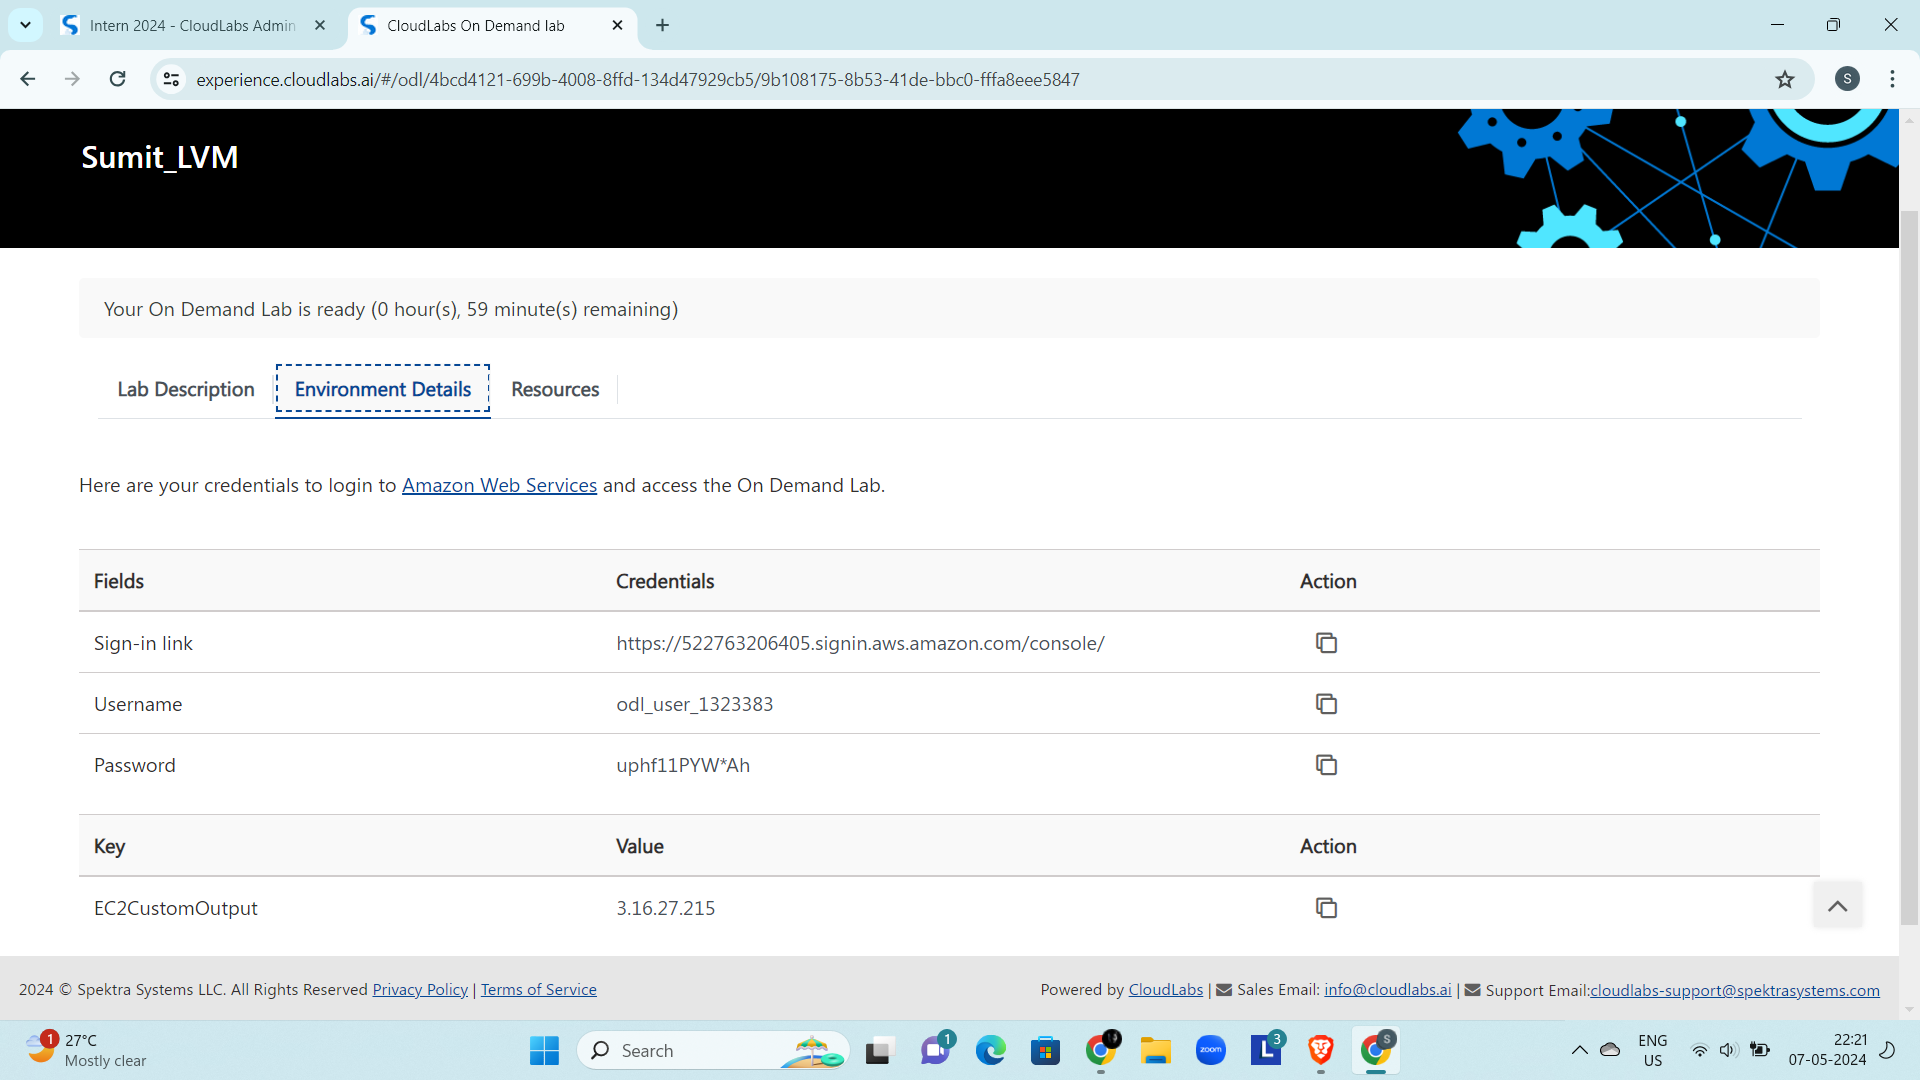 Intern 2024 - CloudLabs Admin
CloudLabs On Demand lab
experience.cloudlabs.ai/#/odl/4bcd4121-699b-4008-8ffd-134d47929cb5/9b108175-8b53-41de-bbc0-fffa8eee5847
S
Sumit_LVM
Your On Demand Lab is ready (0 hour(s), 59 minute(s) remaining)
Lab Description
Environment Details
Resources
Here are your credentials to login to Amazon Web Services and access the On Demand Lab.
Fields Credentials Action
Sign-in link https://522763206405.signin.aws.amazon.com/console/
Username odl_user_1323383
Password uphf11PYW*Ah
Key Value Action
EC2CustomOutput 3.16.27.215
2024 © Spektra Systems LLC. All Rights Reserved Privacy Policy | Terms of Service
Powered by CloudLabs | Sales Email: info@cloudlabs.ai | Support Email:cloudlabs-support@spektrasystems.com
1
27°C
Mostly clear
Search
1
zoom
L
3
S
ENG
US
22:21
07-05-2024